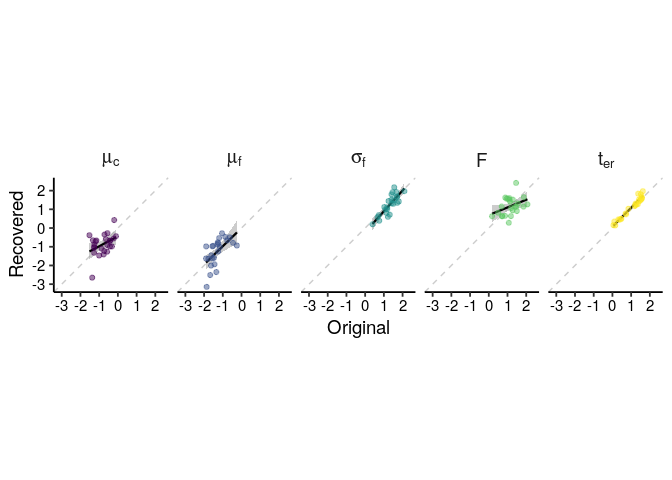 μc μf σf F ter
Recovered
2
1
0
-1
-2
-3
-3 -2 -1 0 1 2 -3 -2 -1 0 1 2 -3 -2 -1 0 1 2 -3 -2 -1 0 1 2 -3 -2 -1 0 1 2
Original